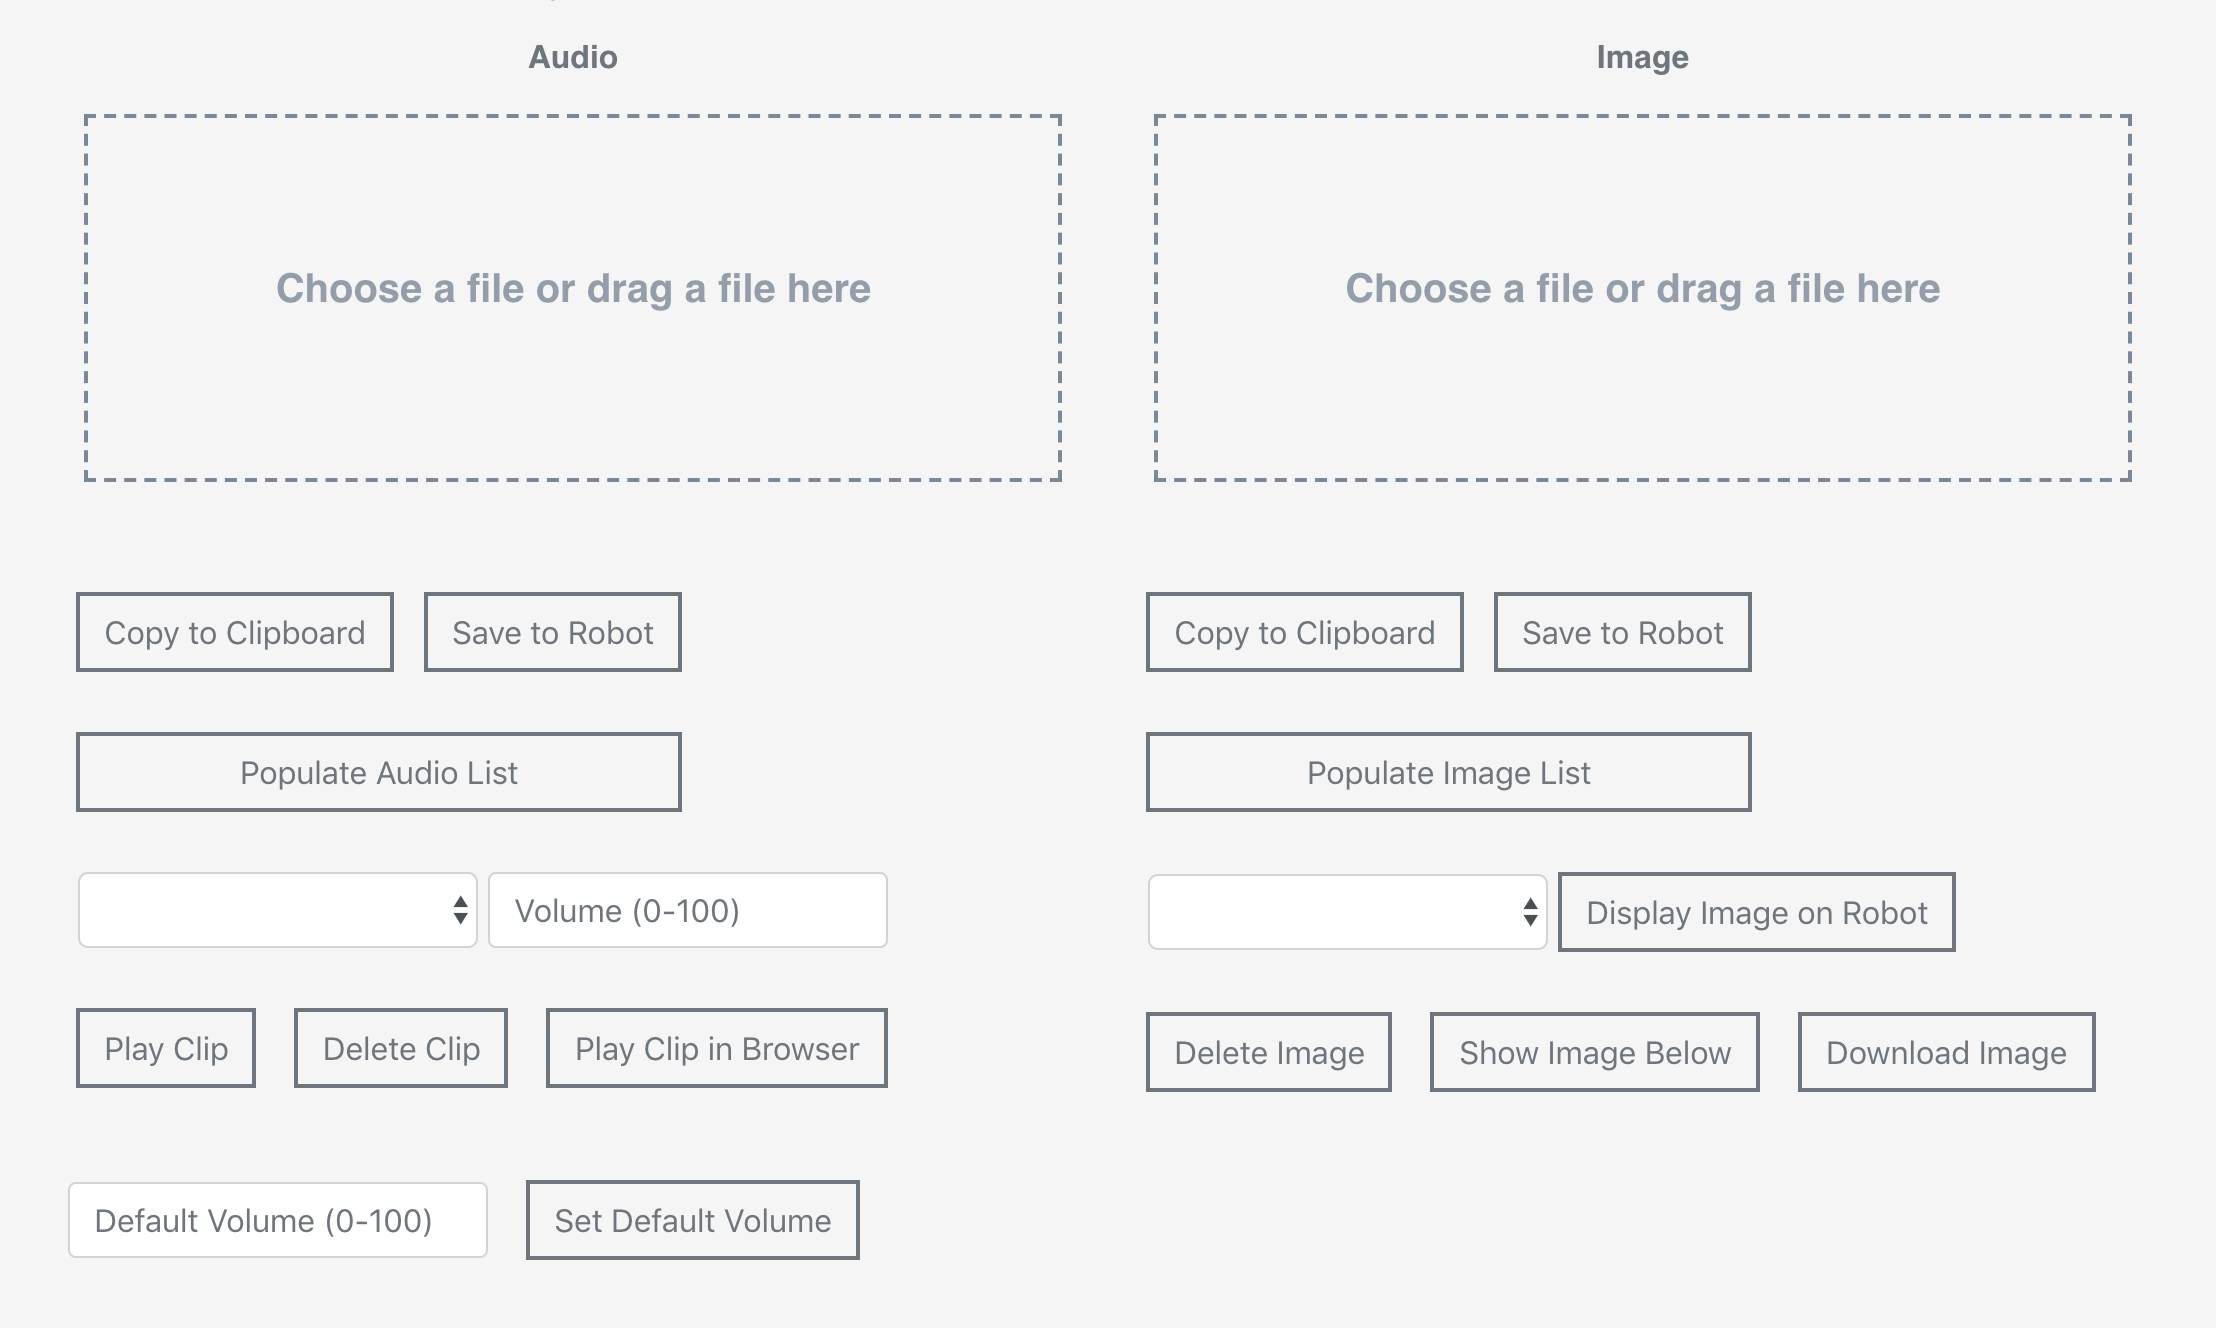 Audio
Choose a file or drag a file here
Copy to Clipboard
Save to Robot
Populate Audio List
Volume (0-100)
Play Clip
Delete Clip
Play Clip in Browser
Default Volume (0-100)
Set Default Volume
Image
Choose a file or drag a file here
Copy to Clipboard
Save to Robot
Populate Image List
Display Image on Robot
Delete Image
Show Image Below
Download Image